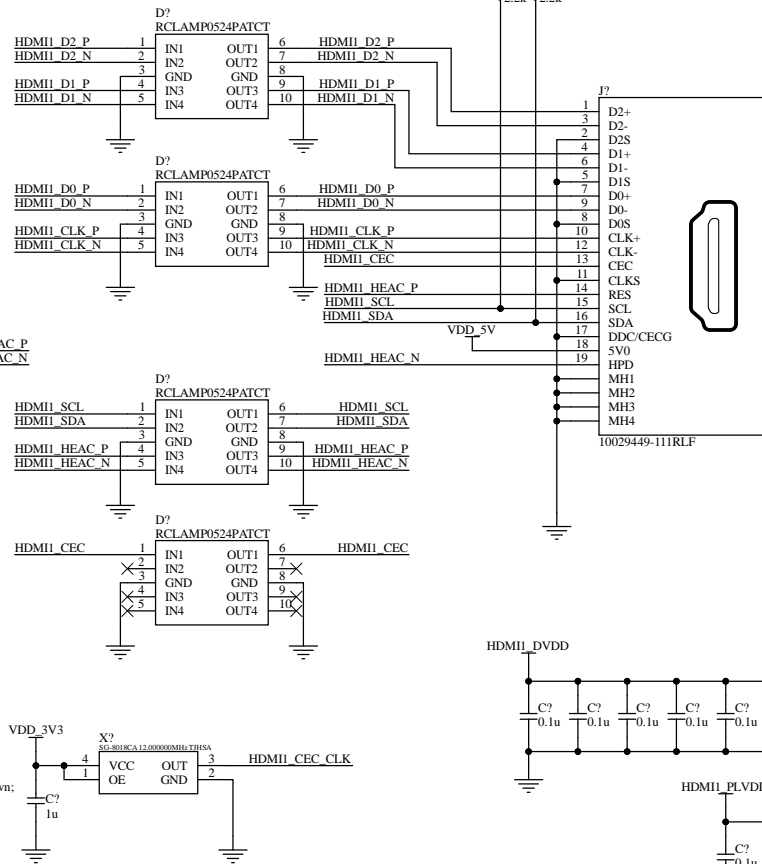 2.2k 2.2k
D?
RCLAMP0524PATCT
HDMI1_D2_P 1 IN1 OUT1 6 HDMI1_D2_P
HDMI1_D2_N 2 IN2 OUT2 7 HDMI1_D2_N
3 GND GND 8
HDMI1_D1_P 4 IN3 OUT3 9 HDMI1_D1_P
HDMI1_D1_N 5 IN4 OUT4 10 HDMI1_D1_N
D?
RCLAMP0524PATCT
HDMI1_D0_P 1 IN1 OUT1 6 HDMI1_D0_P
HDMI1_D0_N 2 IN2 OUT2 7 HDMI1_D0_N
3 GND GND 8
HDMI1_CLK_P 4 IN3 OUT3 9 HDMI1_CLK_P
HDMI1_CLK_N 5 IN4 OUT4 10 HDMI1_CLK_N
HDMI1_CEC
HDMI1_HEAC_P
HDMI1_SCL
HDMI1_SDA
VDD_5V
HDMI1_HEAC_N
J?
1 D2+
3 D2-
2 D2S
4 D1+
6 D1-
5 D1S
7 D0+
9 D0-
8 D0S
10 CLK+
12 CLK-
13 CEC
11 CLKS
14 RES
15 SCL
16 SDA
17 DDC/CECG
18 5V0
19 HPD
MH1
MH2
MH3
MH4
10029449-111RLF
AC_P
AC_N
D?
RCLAMP0524PATCT
HDMI1_SCL 1 IN1 OUT1 6 HDMI1_SCL
HDMI1_SDA 2 IN2 OUT2 7 HDMI1_SDA
3 GND GND 8
HDMI1_HEAC_P 4 IN3 OUT3 9 HDMI1_HEAC_P
HDMI1_HEAC_N 5 IN4 OUT4 10 HDMI1_HEAC_N
D?
RCLAMP0524PATCT
HDMI1_CEC 1 IN1 OUT1 6 HDMI1_CEC
2 IN2 OUT2 7
3 GND GND 8
4 IN3 OUT3 9
5 IN4 OUT4 10
HDMI1_DVDD
C? C? C? C? C?
0.1u 0.1u 0.1u 0.1u 0.1u
VDD_3V3
X?
SG-8018CA 12.000000MHz TJHSA
4 VCC OUT 3 HDMI1_CEC_CLK
1 OE GND 2
wn;
C?
1u
HDMI1_PLVDD
C?
0.1u